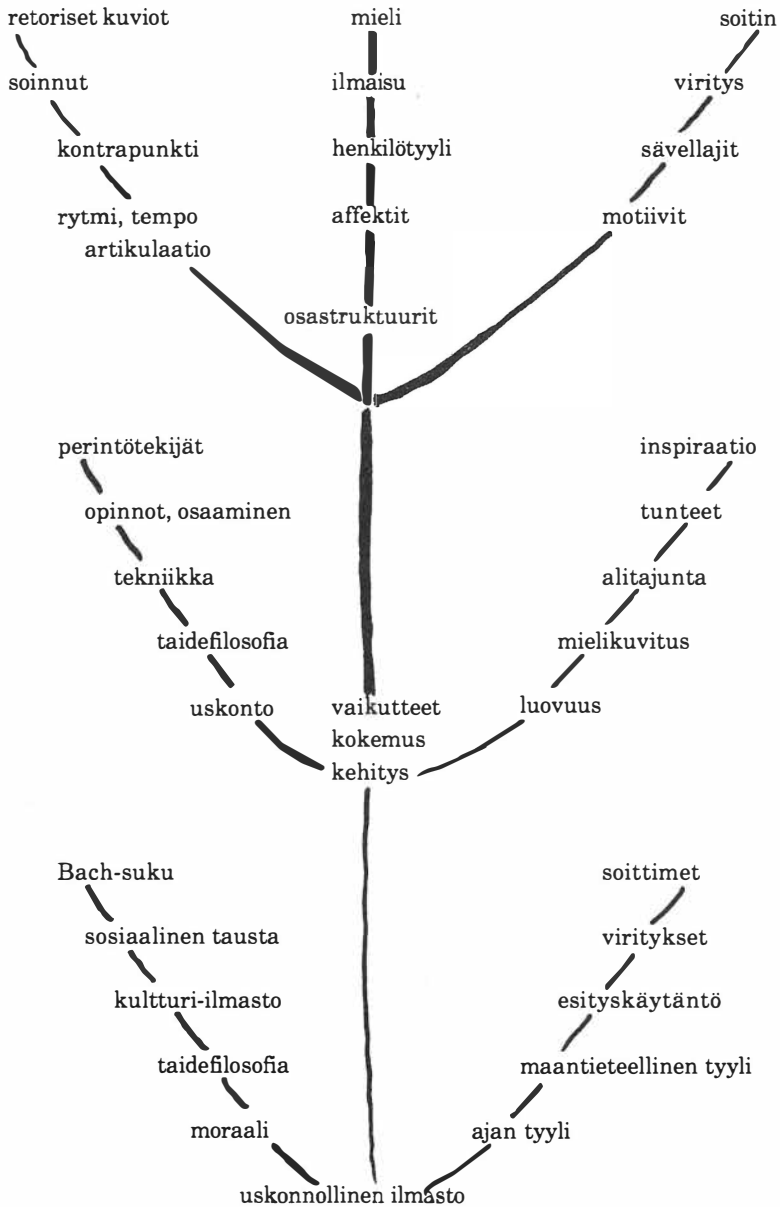 retoriset kuviot mieli soitin
soinnut ilmaisu viritys
kontrapunkti henkilötyyli sävellajit
rytmi, tempo affektit motiivit
artikulaatio
osastruktuurit
perintötekijät inspiraatio
opinnot, osaaminen tunteet
tekniikka alitajunta
taidefilosofia mielikuvitus
uskonto vaikutteet luovuus
kokemus
kehitys
Bach-suku soittimet
sosiaalinen tausta viritykset
kultturi-ilmasto esityskäytäntö
taidefilosofia maantieteellinen tyyli
moraali ajan tyyli
uskonnollinen ilmasto